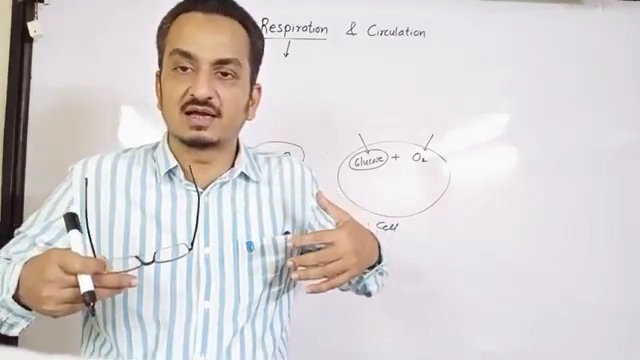 Respiration & Circulation
Glucose + O₂
Cell